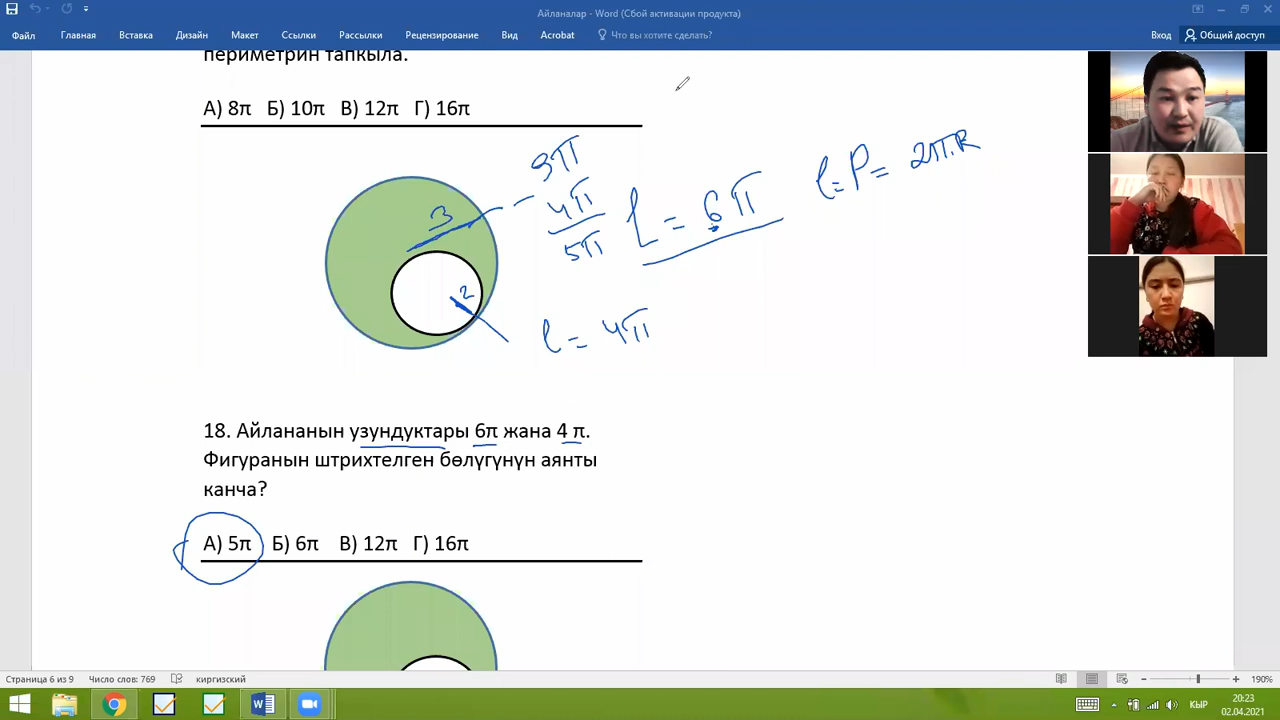 Айланалар - Word (Сбой активации продукта)
Файл Главная Вставка Дизайн Макет Ссылки Рассылки Рецензирование Вид Acrobat Что вы хотите сделать? Вход Общий доступ
периметрин тапкыла.
А) 8π Б) 10π В) 12π Г) 16π
9π
4π
5π
3
L = 6π
l = P = 2π.R
2
l = 4π
18. Айлананын узундуктары 6π жана 4 π.
Фигуранын штрихтелген бөлүгүнүн аянты
канча?
А) 5π Б) 6π В) 12π Г) 16π
Страница 6 из 9 Число слов: 769 киргизский 190%
КЫР 20:23
02.04.2021